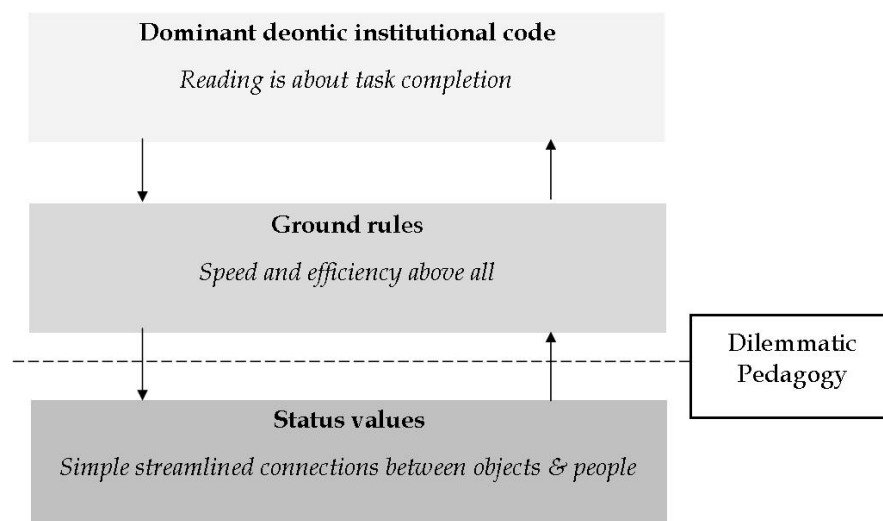 Dominant deontic institutional code
Reading is about task completion
Ground rules
Speed and efficiency above all
Dilemmatic
Pedagogy
Status values
Simple streamlined connections between objects & people